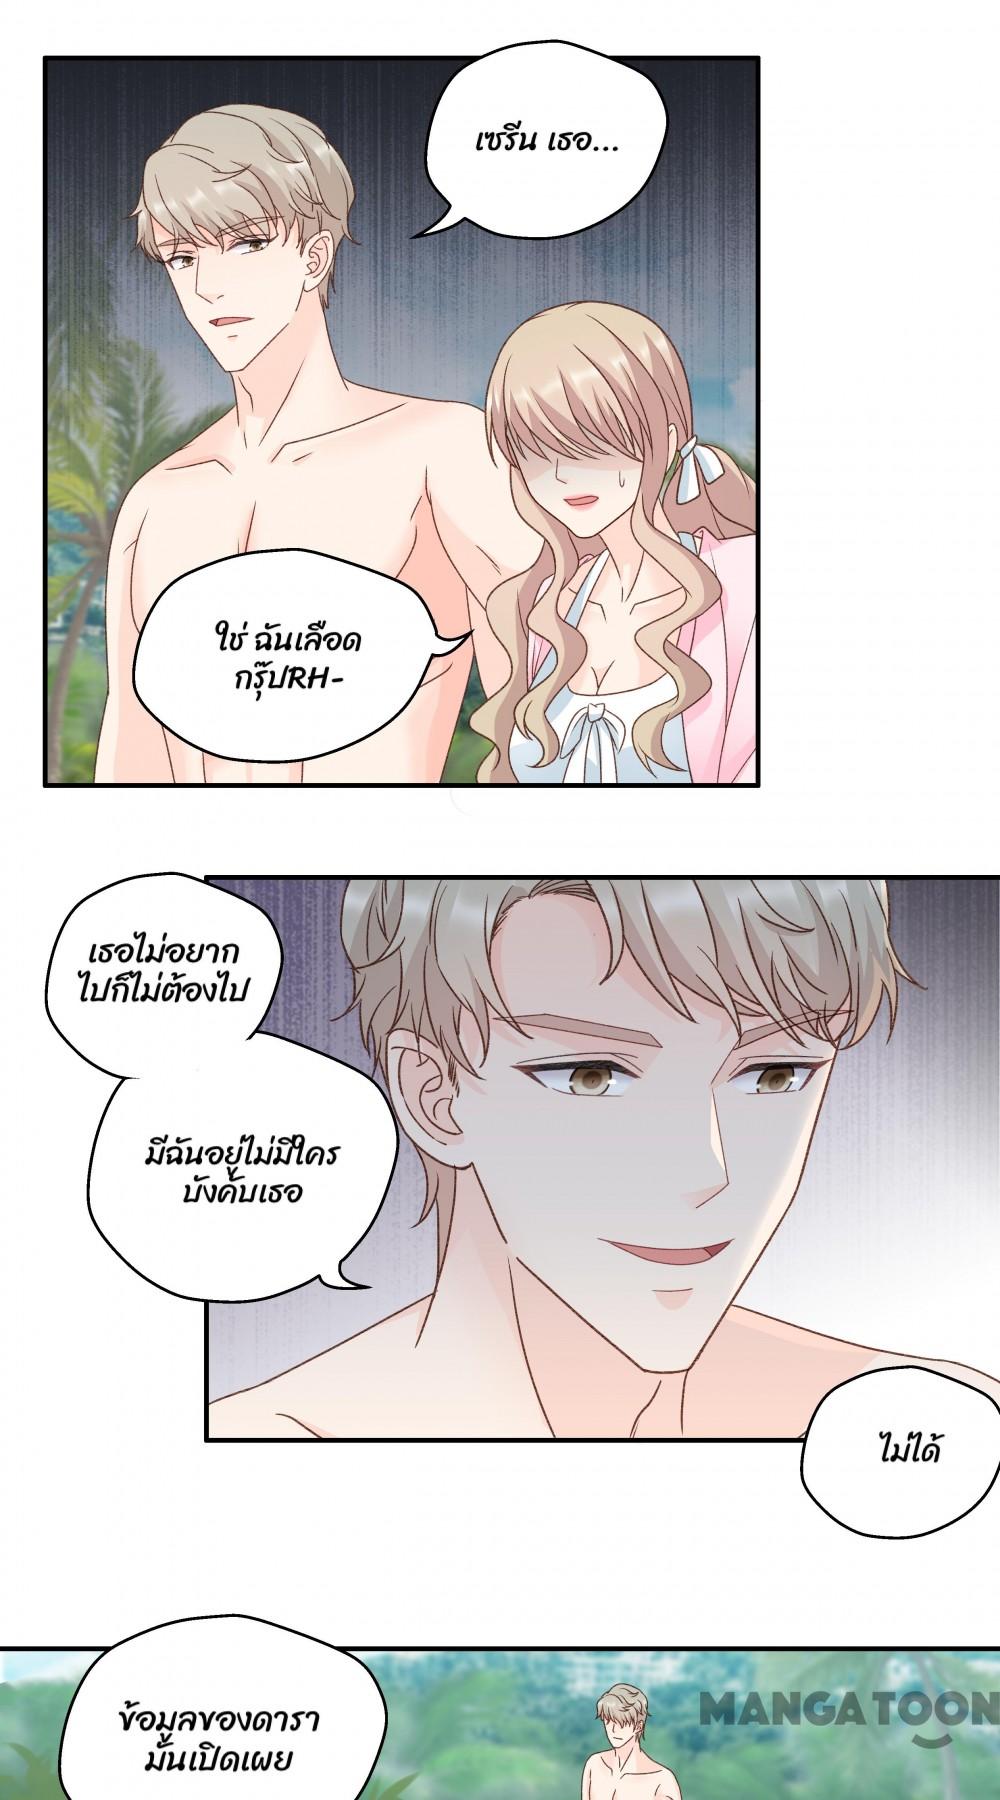 เซรีน เธอ...
ใช่ ฉันเลือด
กรุ๊ปRH-
เธอไม่อยาก
ไปก็ไม่ต้องไป
มีฉันอยู่ไม่มีใคร
บังคับเธอ
ไม่ได้
ข้อมูลของดารา
มันเปิดเผย
MANGATOON